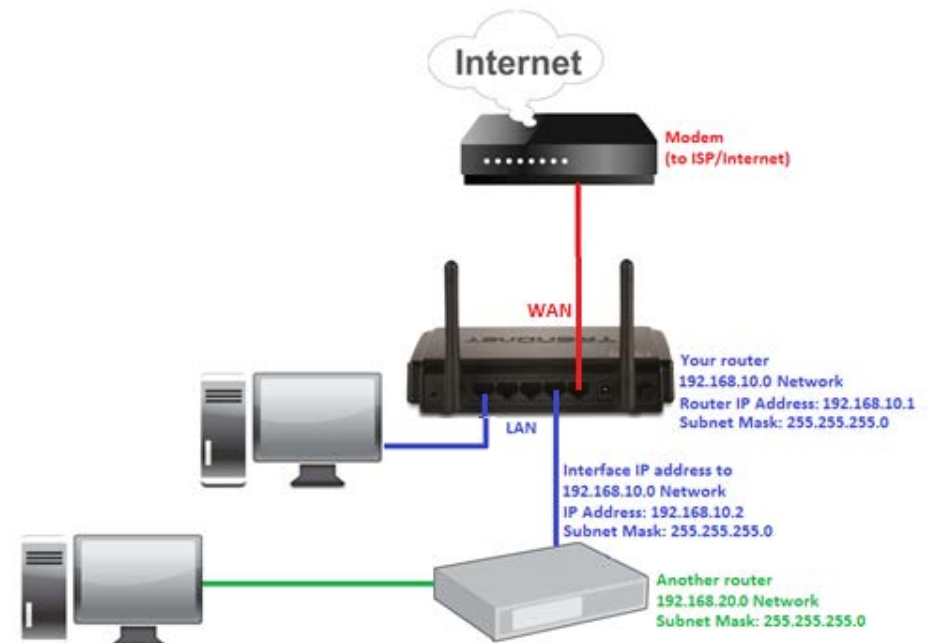 Internet
Modem
(to ISP/Internet)
WAN
TRENDnet
Your router
192.168.10.0 Network
Router IP Address: 192.168.10.1
Subnet Mask: 255.255.255.0
LAN
Interface IP address to
192.168.10.0 Network
IP Address: 192.168.10.2
Subnet Mask: 255.255.255.0
Another router
192.168.20.0 Network
Subnet Mask: 255.255.255.0